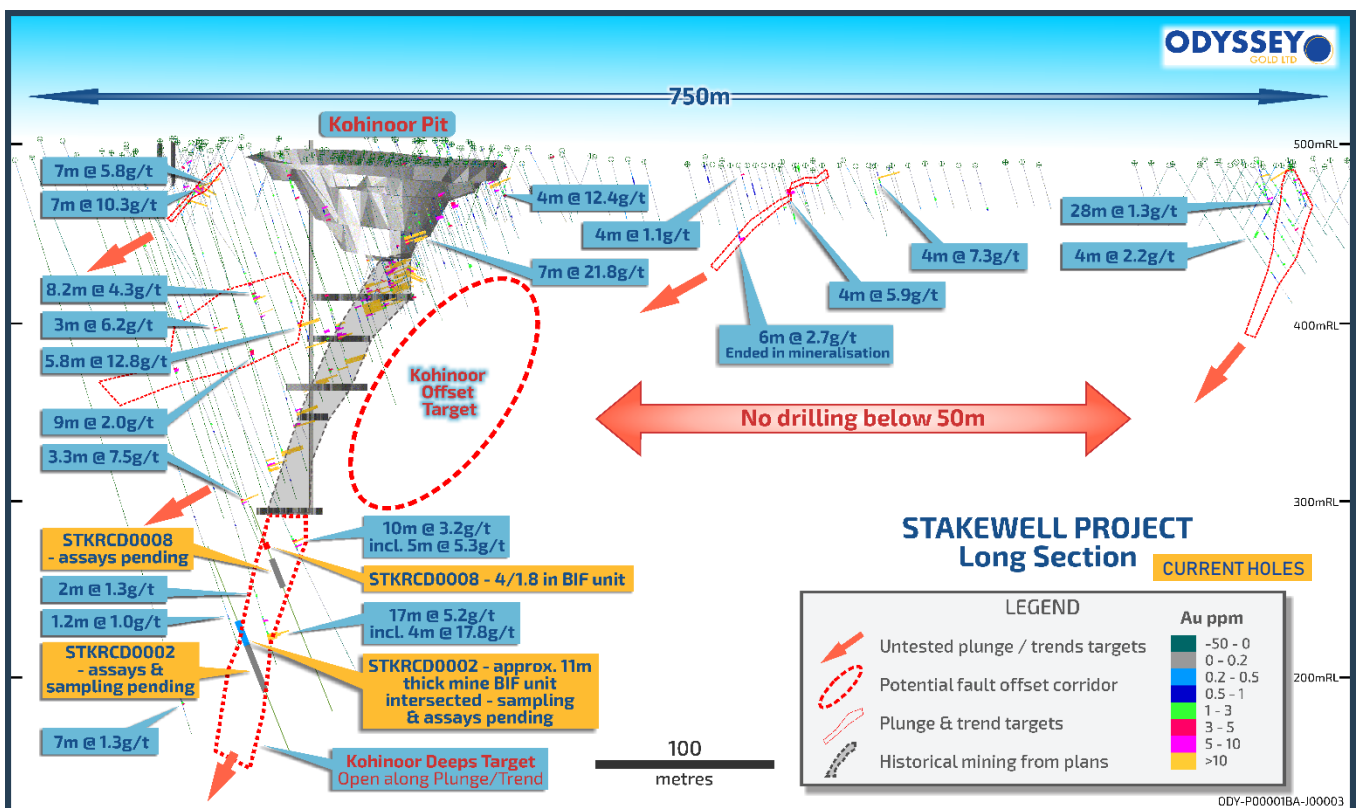 ODYSSEY
GOLD LTD
750m
Kohinoor Pit
500mRL
7m @ 5.8g/t
7m @ 10.3g/t
4m @ 12.4g/t
4m @ 1.1g/t
28m @ 1.3g/t
4m @ 7.3g/t
4m @ 2.2g/t
7m @ 21.8g/t
8.2m @ 4.3g/t
4m @ 5.9g/t
3m @ 6.2g/t
400mRL
6m @ 2.7g/t
Ended in mineralisation
5.8m @ 12.8g/t
Kohinoor
Offset
Target
No drilling below 50m
9m @ 2.0g/t
3.3m @ 7.5g/t
300mRL
STKRCD0008
- assays pending
10m @ 3.2g/t
incl. 5m @ 5.3g/t
STKRCD0008 - 4/1.8 in BIF unit
2m @ 1.3g/t
1.2m @ 1.0g/t
17m @ 5.2g/t
incl. 4m @ 17.8g/t
STKRCD0002
- assays &
sampling pending
STKRCD0002 - approx. 11m
thick mine BIF unit
intersected - sampling
& assays pending
200mRL
7m @ 1.3g/t
Kohinoor Deeps Target
Open along Plunge/Trend
100
metres
STAKEWELL PROJECT
Long Section
CURRENT HOLES
LEGEND
Untested plunge / trends targets
Potential fault offset corridor
Plunge & trend targets
Historical mining from plans
Au ppm
-50 - 0
0 - 0.2
0.2 - 0.5
0.5 - 1
1 - 3
3 - 5
5 - 10
>10
ODY-P00001BA-J00003